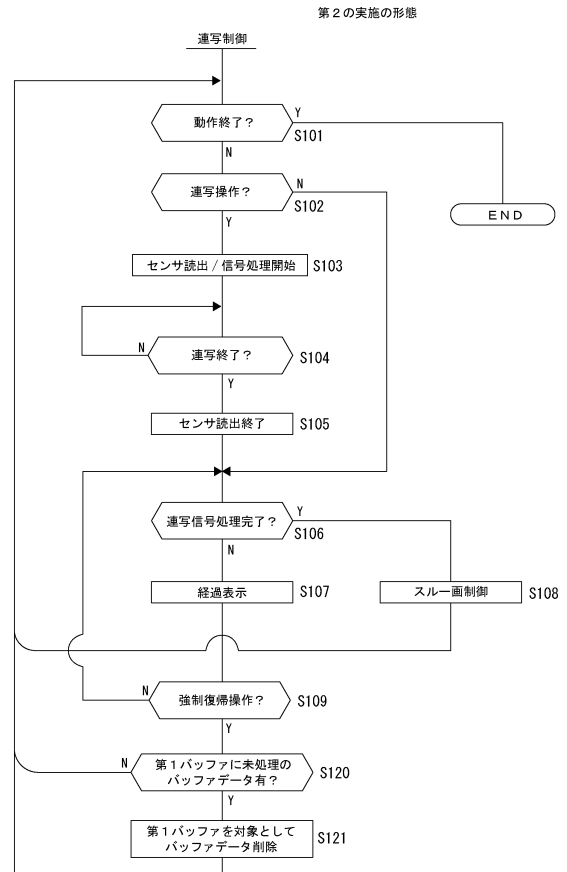 第２の実施の形態
連写制御
動作終了？
Y
S101
N
連写操作？
N
S102
Y
END
センサ読出 / 信号処理開始
S103
連写終了？
N
S104
Y
センサ読出終了
S105
連写信号処理完了？
Y
S106
N
経過表示
S107
スルー画制御
S108
強制復帰操作？
N
S109
Y
第１バッファに未処理の
バッファデータ有？
N
S120
Y
第１バッファを対象として
バッファデータ削除
S121